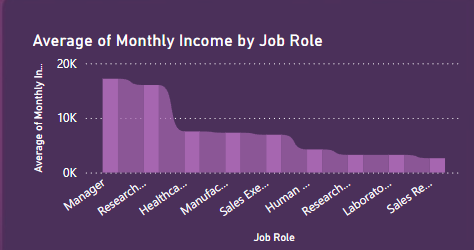 Average of Monthly Income by Job Role
Average of Monthly In...
20K
10K
0K
Manager
Research...
Healthca...
Manufac...
Sales Exe...
Human ...
Research...
Laborato...
Sales Re...
Job Role